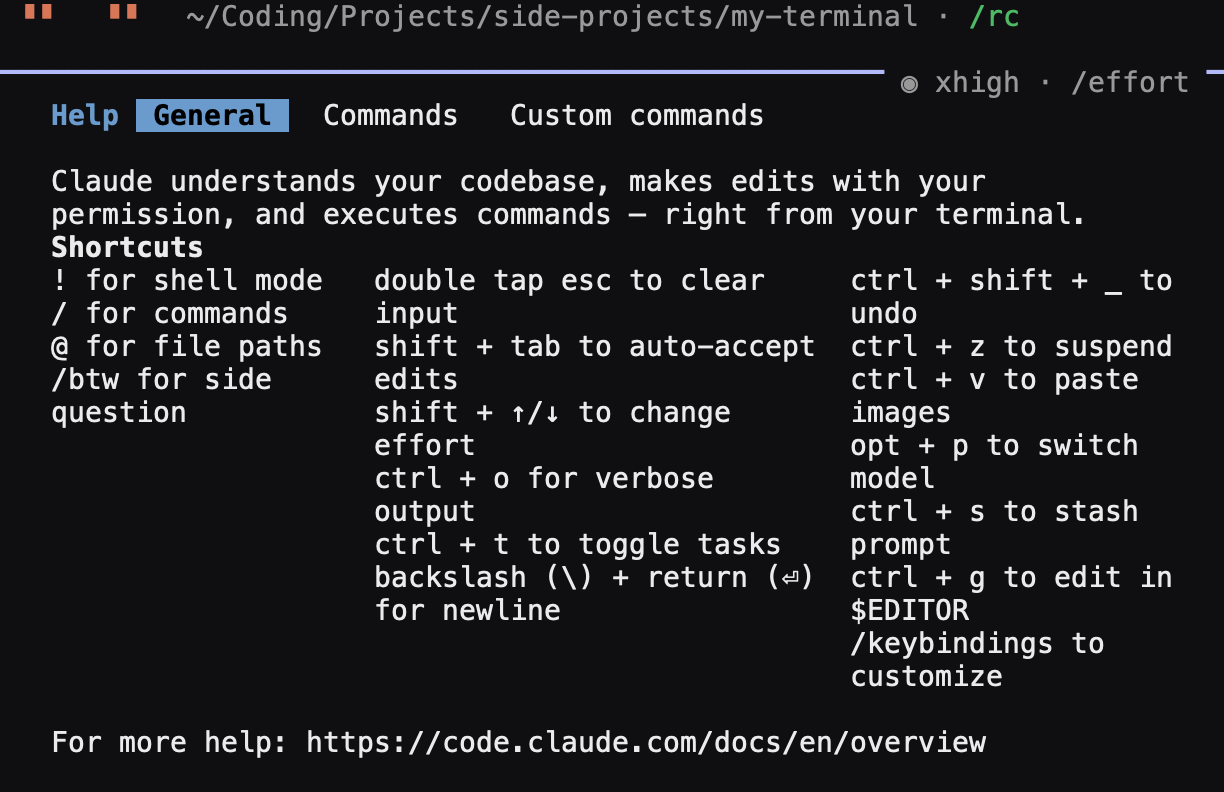 ~/Coding/Projects/side-projects/my-terminal · /rc
◉ xhigh · /effort
Help General Commands Custom commands
Claude understands your codebase, makes edits with your
permission, and executes commands — right from your terminal.
Shortcuts
! for shell mode
/ for commands
@ for file paths
/btw for side
question
double tap esc to clear
input
shift + tab to auto-accept
edits
shift + ↑/↓ to change
effort
ctrl + o for verbose
output
ctrl + t to toggle tasks
backslash (\) + return (⏎)
for newline
ctrl + shift + _ to
undo
ctrl + z to suspend
ctrl + v to paste
images
opt + p to switch
model
ctrl + s to stash
prompt
ctrl + g to edit in
$EDITOR
/keybindings to
customize
For more help: https://code.claude.com/docs/en/overview